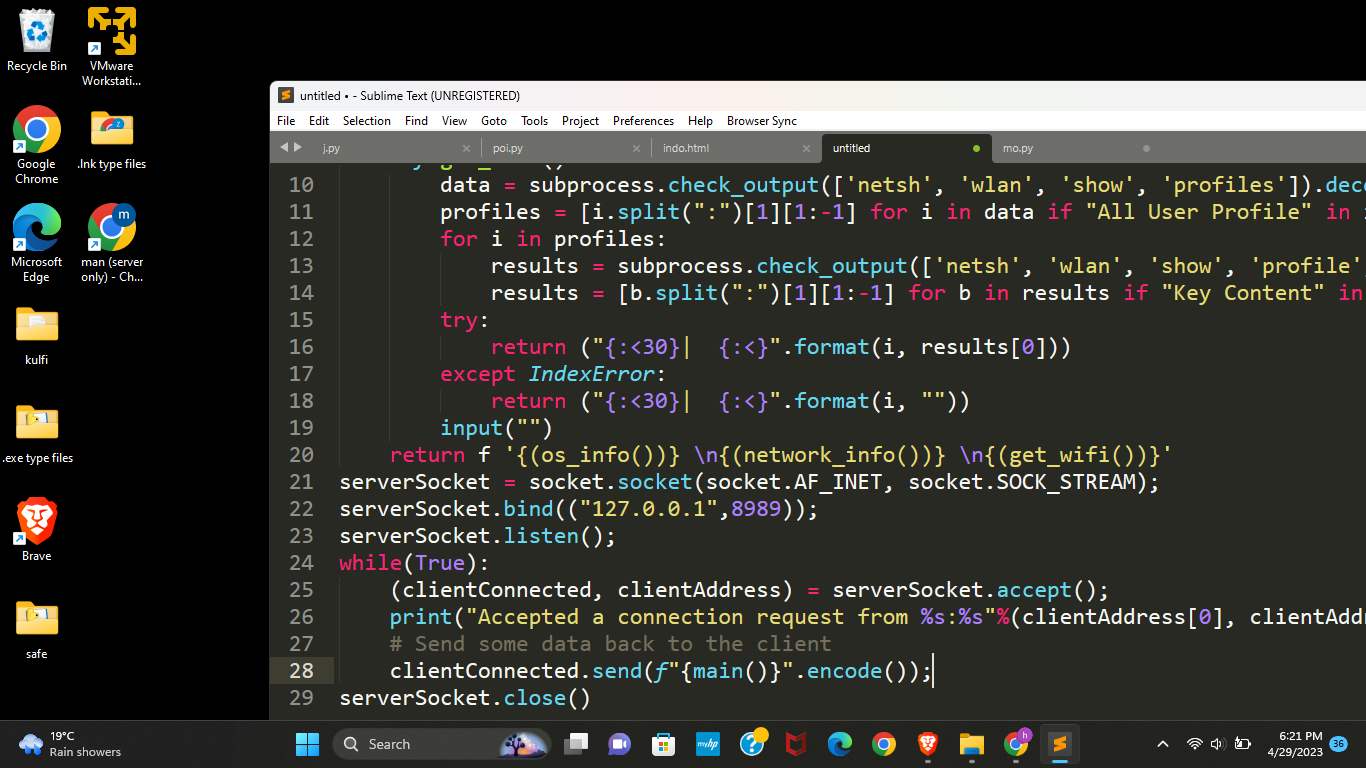 Recycle Bin
VMware
Workstati...
Google
Chrome
.lnk type files
Microsoft
Edge
m
man (server
only) - Ch...
kulfi
.exe type files
Brave
safe
untitled • - Sublime Text (UNREGISTERED)
File Edit Selection Find View Goto Tools Project Preferences Help Browser Sync
j.py poi.py indo.html untitled mo.py
10 data = subprocess.check_output(['netsh', 'wlan', 'show', 'profiles']).deco
11 profiles = [i.split(":")[1][1:-1] for i in data if "All User Profile" in i
12 for i in profiles:
13 results = subprocess.check_output(['netsh', 'wlan', 'show', 'profile'
14 results = [b.split(":")[1][1:-1] for b in results if "Key Content" in
15 try:
16 return ("{:<30}|  {:<}".format(i, results[0]))
17 except IndexError:
18 return ("{:<30}|  {:<}".format(i, ""))
19 input("")
20 return f '{(os_info())} \n{(network_info())} \n{(get_wifi())}'
21 serverSocket = socket.socket(socket.AF_INET, socket.SOCK_STREAM);
22 serverSocket.bind(("127.0.0.1",8989));
23 serverSocket.listen();
24 while(True):
25 (clientConnected, clientAddress) = serverSocket.accept();
26 print("Accepted a connection request from %s:%s"%(clientAddress[0], clientAdd
27 # Send some data back to the client
28 clientConnected.send(f"{main()}".encode());
29 serverSocket.close()
19°C
Rain showers
Search
myhp
h
6:21 PM
4/29/2023
36